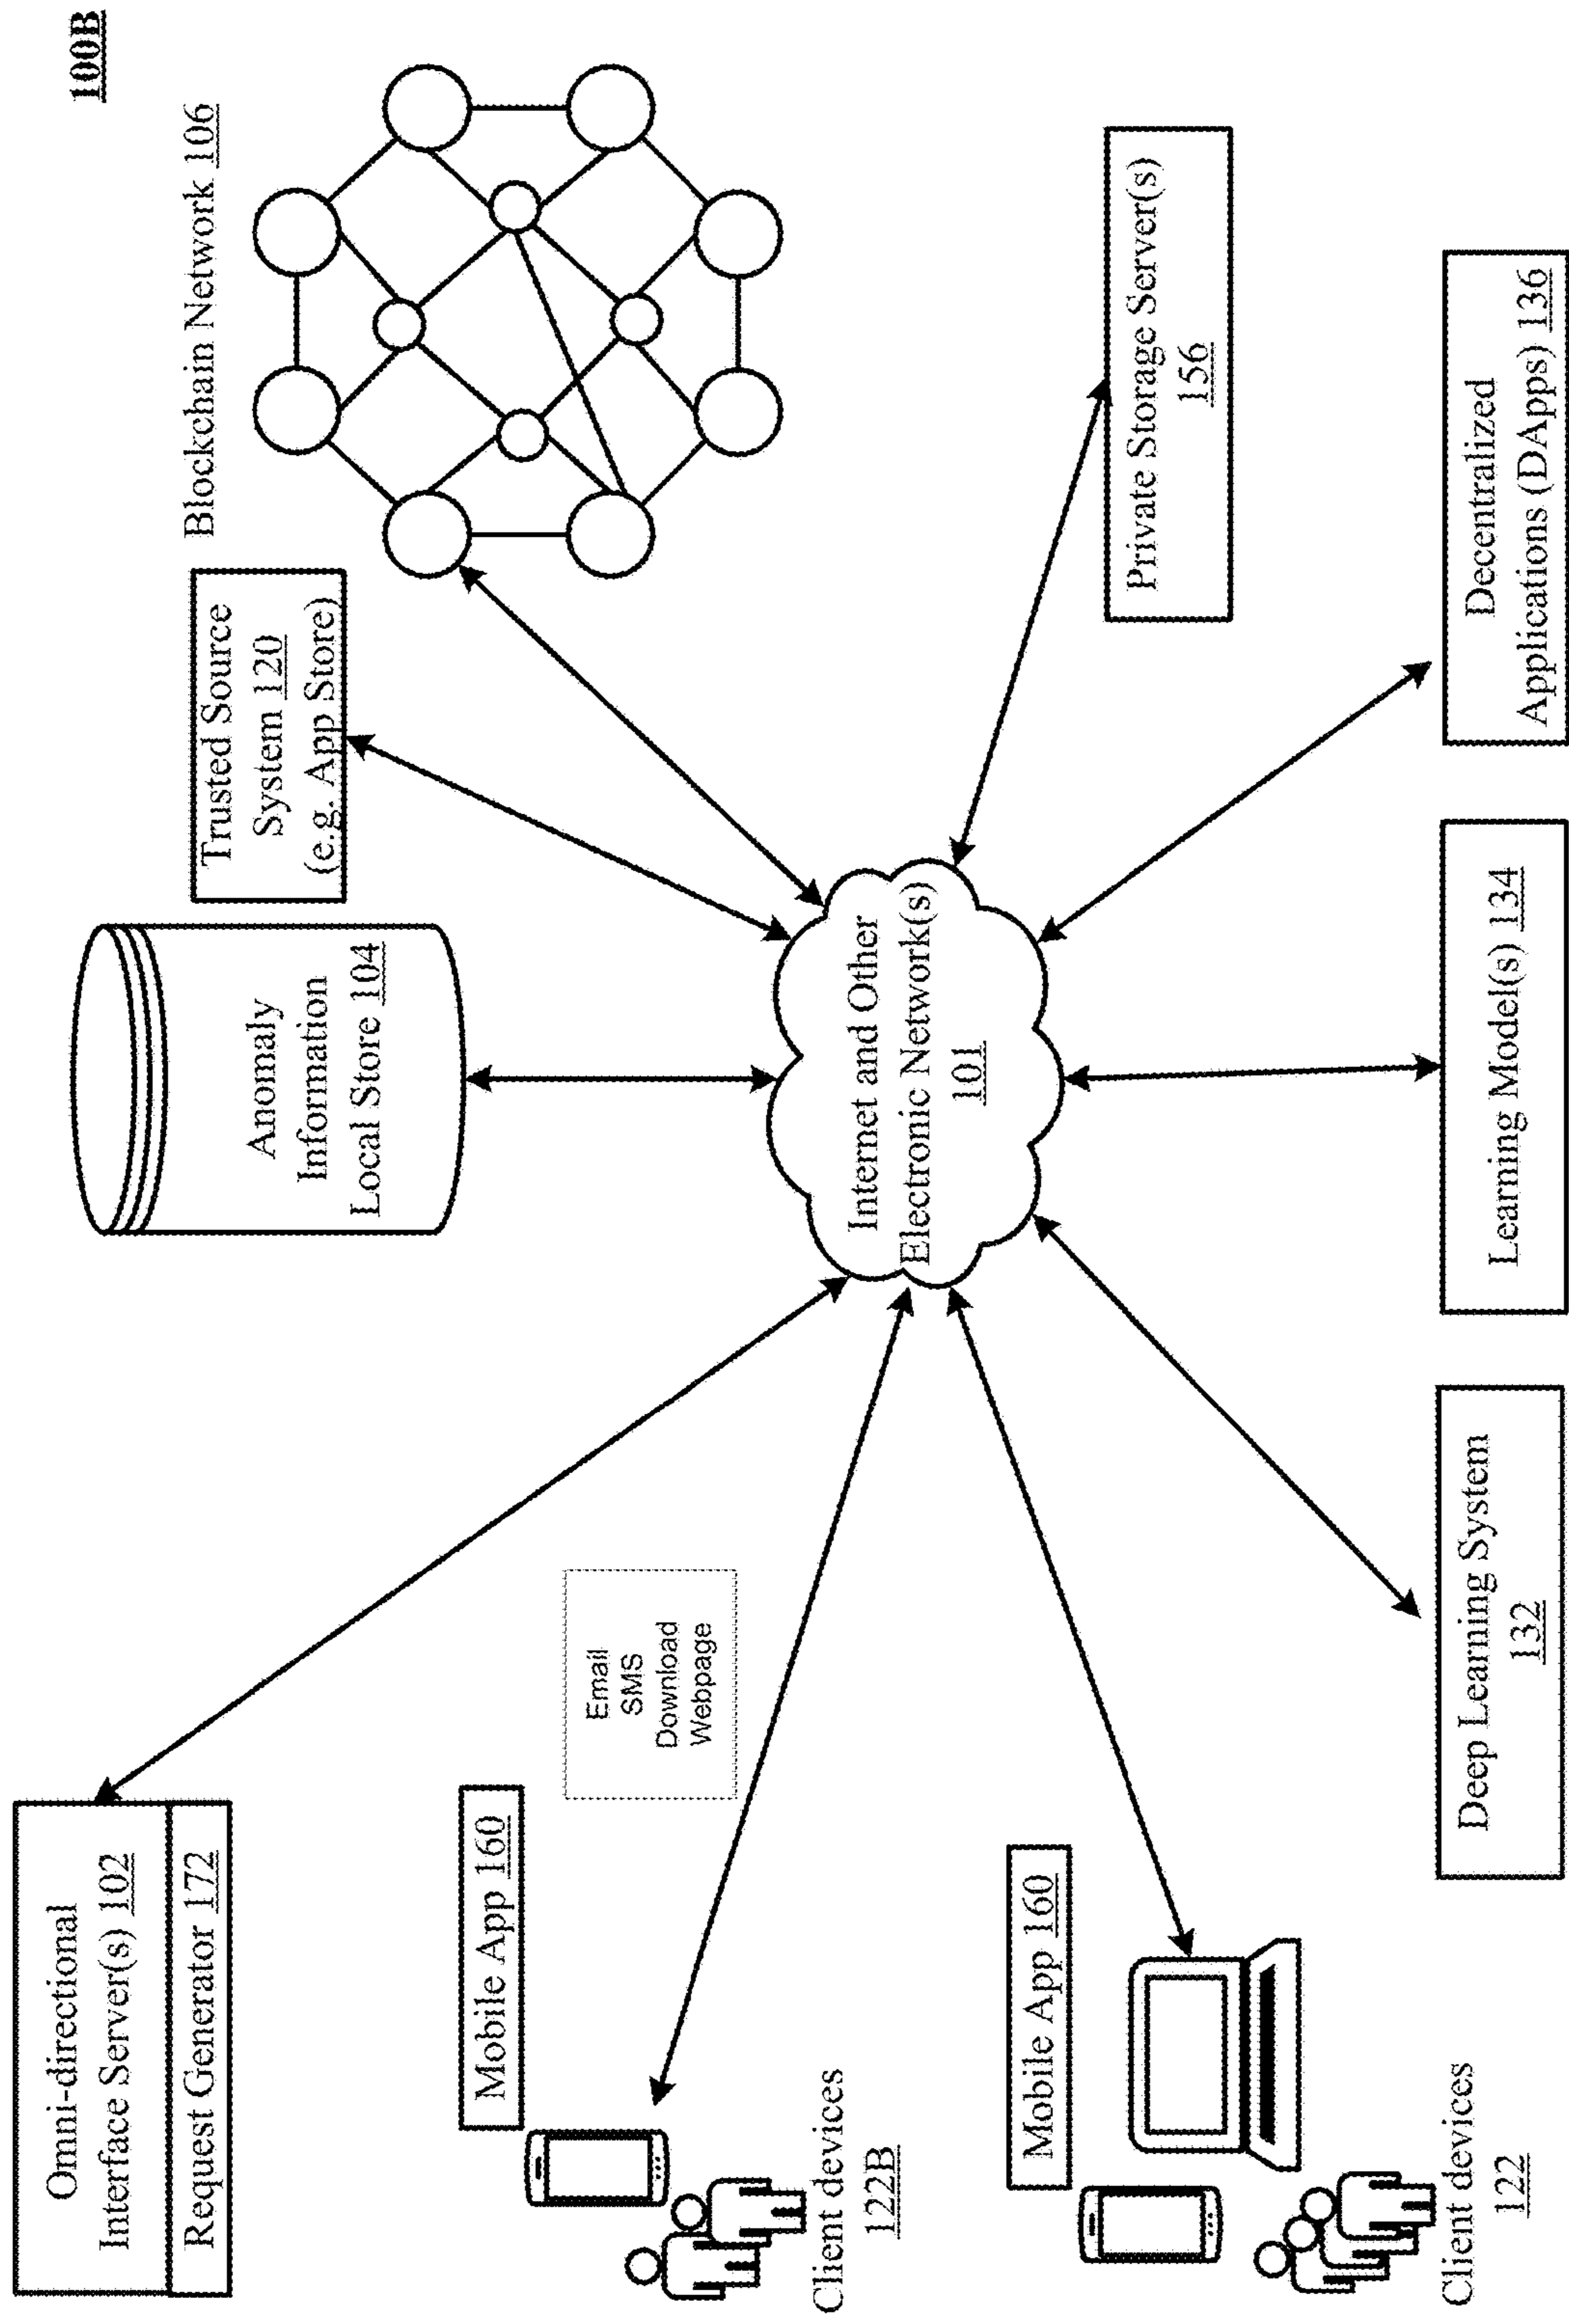 100B
Omni-directional
Interface Server(s) 102
Request Generator 172
Anomaly
Information
Local Store 104
Trusted Source
System 120
(e.g. App Store)
Blockchain Network 106
Mobile App 160
Email
SMS
Download
Webpage
Client devices
122B
Internet and Other
Electronic Network(s)
101
Private Storage Server(s)
156
Mobile App 160
Client devices
122
Deep Learning System
132
Learning Model(s) 134
Decentralized
Applications (DApps) 136